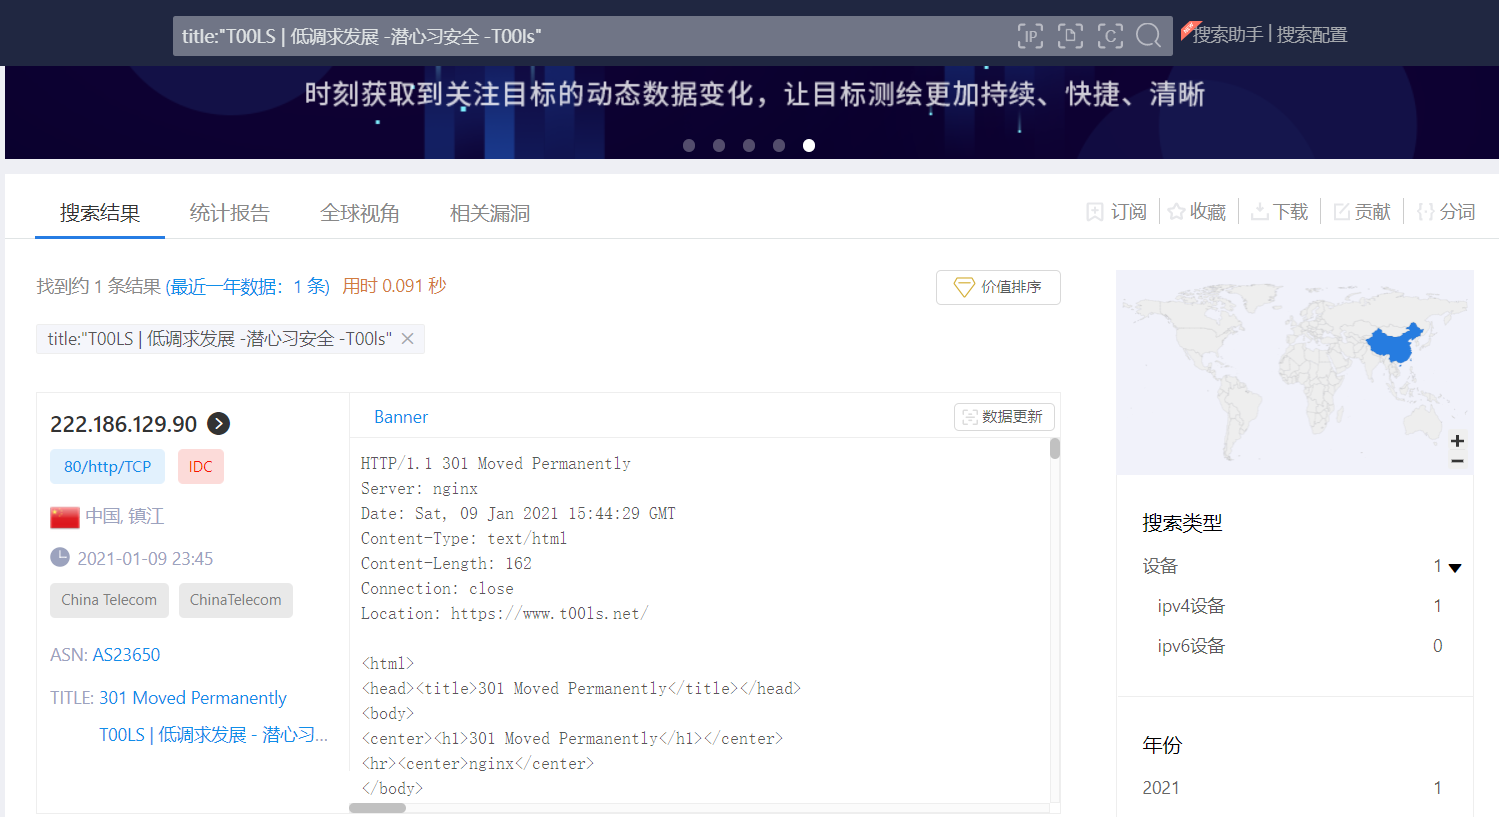 title:"T00LS | 低调求发展 -潜心习安全 -T00ls"
IP
C
搜索助手 | 搜索配置
时刻获取到关注目标的动态数据变化，让目标测绘更加持续、快捷、清晰
搜索结果
统计报告
全球视角
相关漏洞
订阅
收藏
下载
贡献
分词
找到约 1 条结果 (最近一年数据：1 条) 用时 0.091 秒
价值排序
title:"T00LS | 低调求发展 -潜心习安全 -T00ls" ×
222.186.129.90
80/http/TCP
IDC
中国, 镇江
2021-01-09 23:45
China Telecom
ChinaTelecom
ASN: AS23650
TITLE: 301 Moved Permanently
T00LS | 低调求发展 - 潜心习...
Banner
数据更新
HTTP/1.1 301 Moved Permanently
Server: nginx
Date: Sat, 09 Jan 2021 15:44:29 GMT
Content-Type: text/html
Content-Length: 162
Connection: close
Location: https://www.t00ls.net/
<html>
<head><title>301 Moved Permanently</title></head>
<body>
<center><h1>301 Moved Permanently</h1></center>
<hr><center>nginx</center>
</body>
+
−
搜索类型
设备 1
ipv4设备 1
ipv6设备 0
年份
2021 1